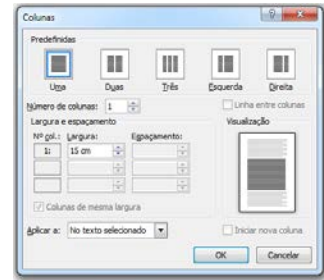 Colunas
Predefinidas
Uma Duas Três Esquerda Direita
Número de colunas: 1 Linha entre colunas
Largura e espaçamento Visualização
Nº col.: Largura: Espaçamento:
1: 15 cm
Colunas de mesma largura
Aplicar a: No texto selecionado Iniciar nova coluna
OK Cancelar